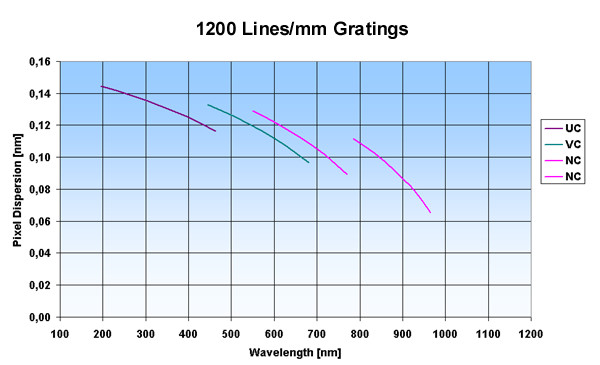 1200 Lines/mm Gratings
0,16
0,14
0,12
0,10
0,08
0,06
0,04
0,02
0,00
Pixel Dispersion [nm]
100 200 300 400 500 600 700 800 900 1000 1100 1200
Wavelength [nm]
UC
VC
NC
NC